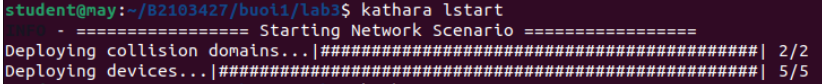 student@may:~/B2103427/buoi1/lab3$ kathara lstart
- ================= Starting Network Scenario =================
Deploying collision domains...|###########################################| 2/2
Deploying devices...|#####################################################| 5/5